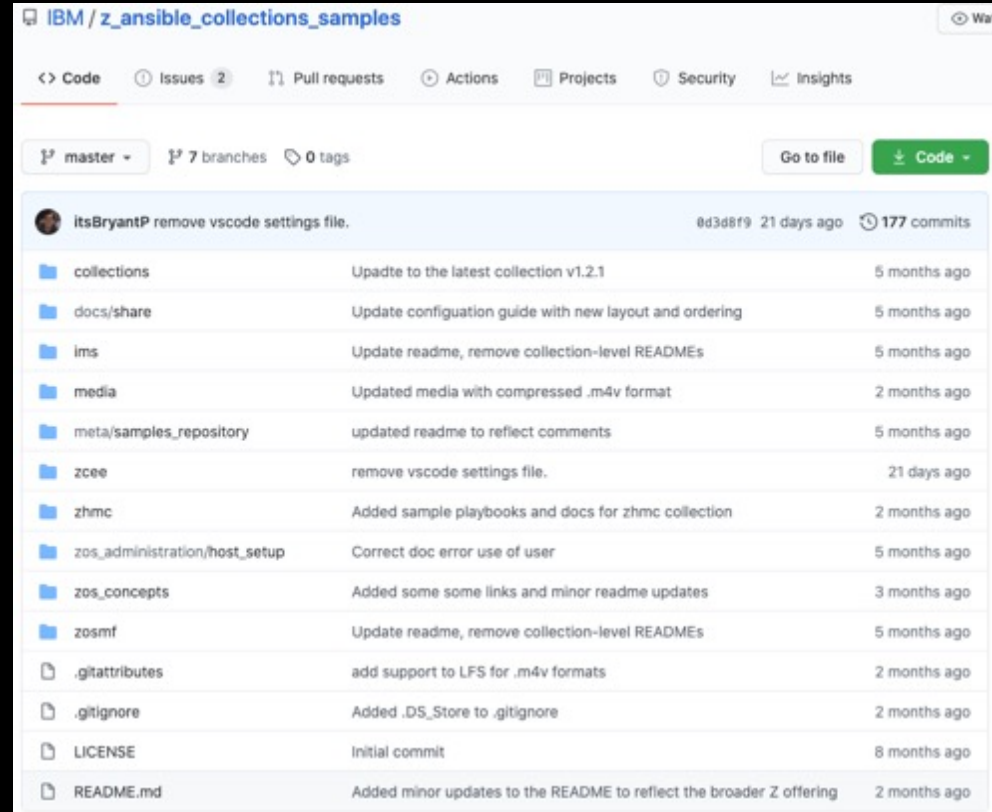 IBM / z_ansible_collections_samples
<> Code Issues 2 Pull requests Actions Projects Security Insights
master 7 branches 0 tags Go to file Code
itsBryantP remove vscode settings file. 0d3d8f9 21 days ago 177 commits
collections Upadte to the latest collection v1.2.1 5 months ago
docs/share Update configuation guide with new layout and ordering 5 months ago
ims Update readme, remove collection-level READMEs 5 months ago
media Updated media with compressed .m4v format 2 months ago
meta/samples_repository updated readme to reflect comments 5 months ago
zcee remove vscode settings file. 21 days ago
zhmc Added sample playbooks and docs for zhmc collection 2 months ago
zos_administration/host_setup Correct doc error use of user 5 months ago
zos_concepts Added some some links and minor readme updates 3 months ago
zosmf Update readme, remove collection-level READMEs 5 months ago
.gitattributes add support to LFS for .m4v formats 2 months ago
.gitignore Added .DS_Store to .gitignore 2 months ago
LICENSE Initial commit 8 months ago
README.md Added minor updates to the README to reflect the broader Z offering 2 months ago